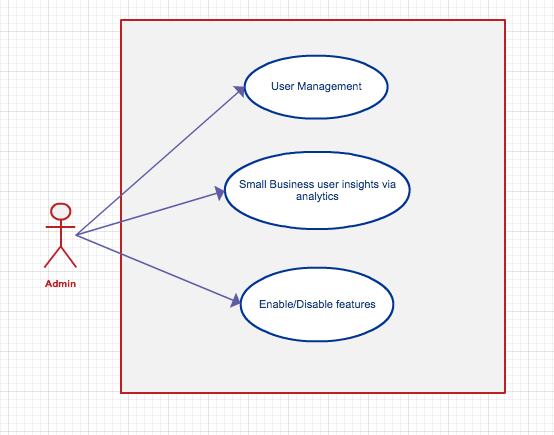 User Management
Small Business user insights via
analytics
Admin
Enable/Disable features